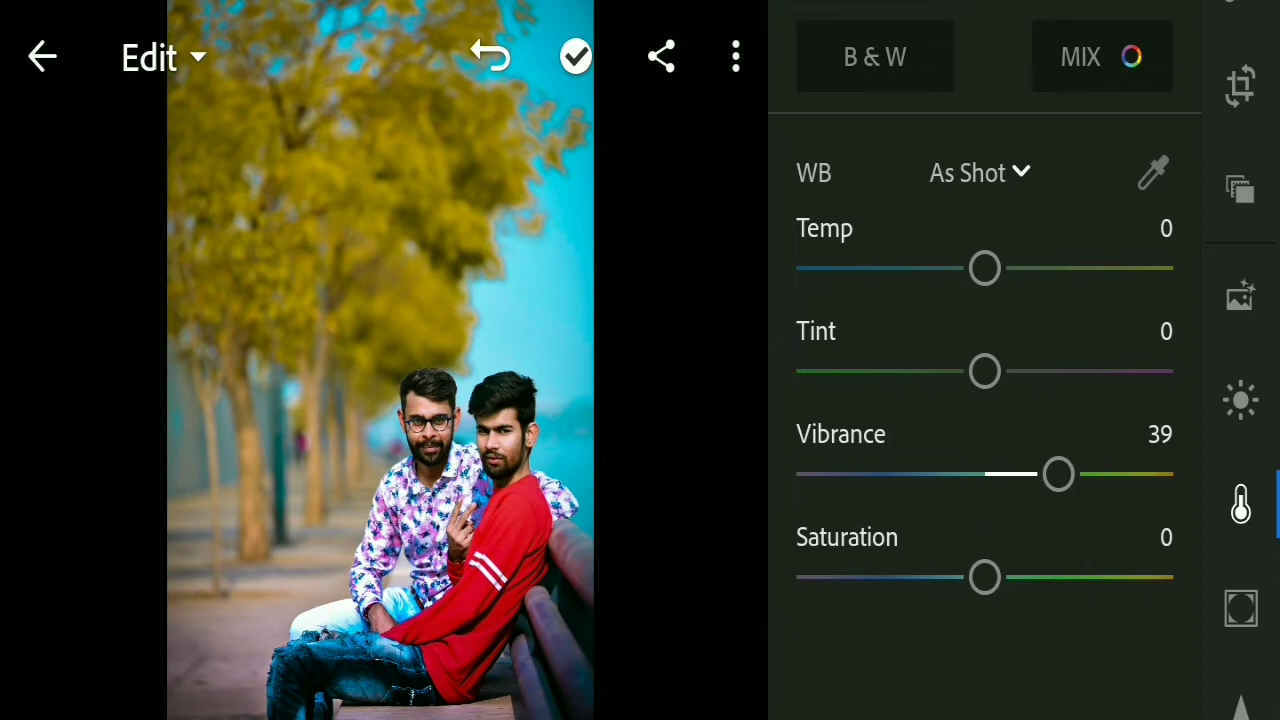 Edit
B & W
MIX
WB
As Shot
Temp
0
Tint
0
Vibrance
39
Saturation
0